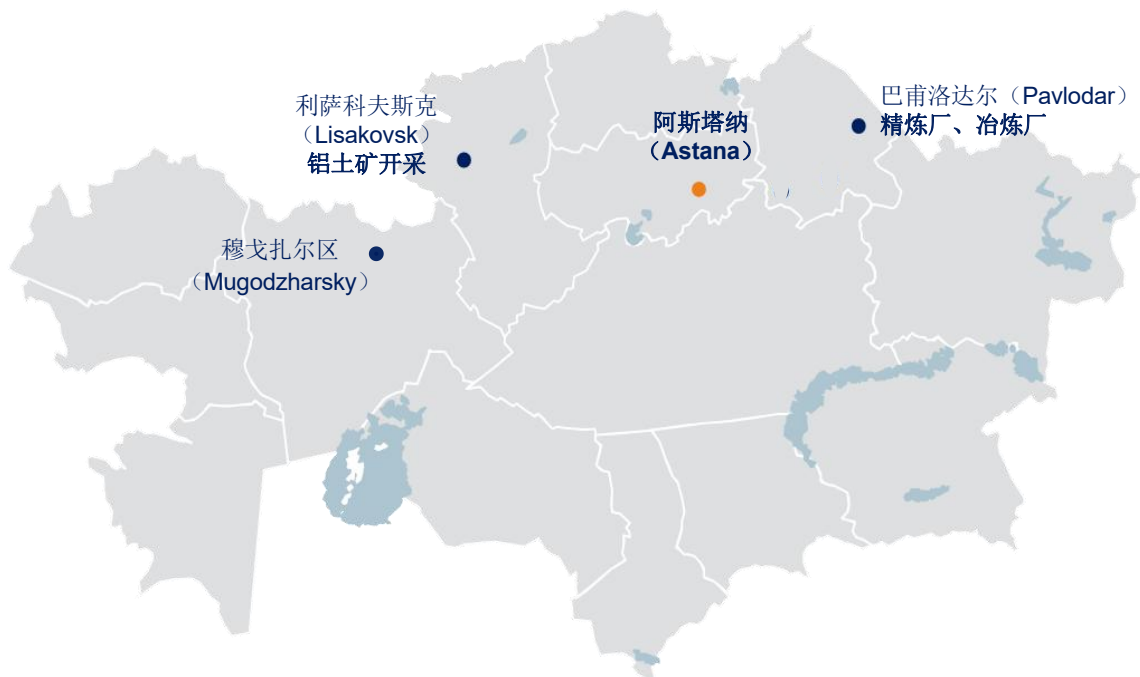 利萨科夫斯克
（Lisakovsk）
铝土矿开采
阿斯塔纳
（Astana）
巴甫洛达尔（Pavlodar）
精炼厂、冶炼厂
穆戈扎尔区
（Mugodzharsky）